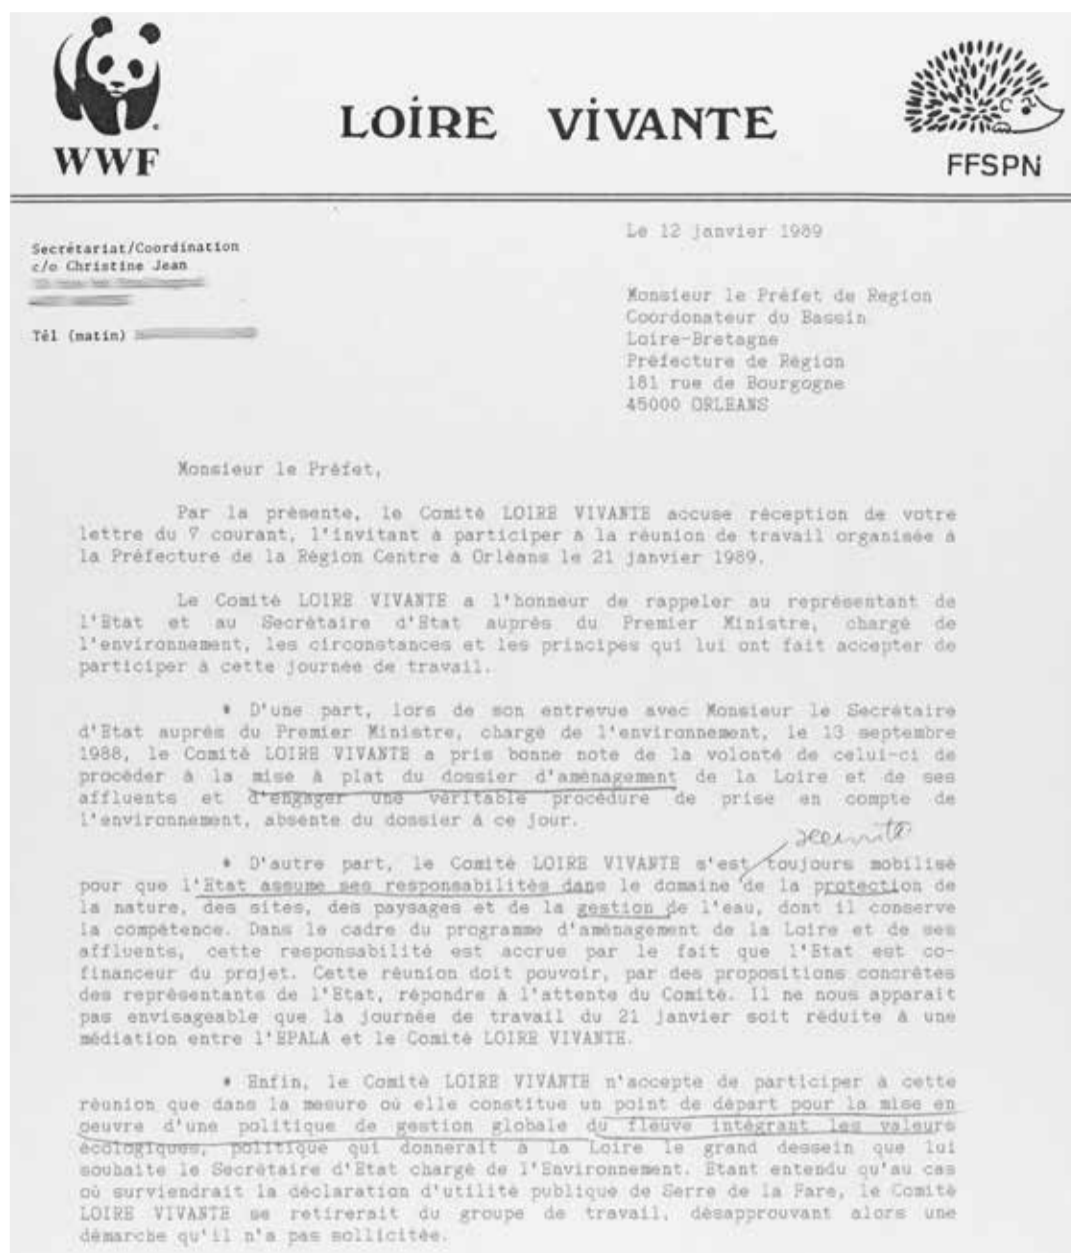 WWF
LOIRE VIVANTE
FFSPN
Secrétariat/Coordination
c/o Christine Jean
Tél (matin)
Le 12 janvier 1989
Monsieur le Préfet de Region
Coordonateur du Bassin
Loire-Bretagne
Préfecture de Région
181 rue de Bourgogne
45000 ORLEANS
Monsieur le Préfet,
Par la présente, le Comité LOIRE VIVANTE accuse réception de votre
lettre du 7 courant, l'invitant à participer à la réunion de travail organisée à
la Préfecture de la Région Centre à Orléans le 21 janvier 1989.
Le Comité LOIRE VIVANTE a l'honneur de rappeler au représentant de
l'Etat et au Secrétaire d'Etat auprès du Premier Ministre, chargé de
l'environnement, les circonstances et les principes qui lui ont fait accepter de
participer à cette journée de travail.
* D'une part, lors de son entrevue avec Monsieur le Secrétaire
d'Etat auprès du Premier Ministre, chargé de l'environnement, le 13 septembre
1988, le Comité LOIRE VIVANTE a pris bonne note de la volonté de celui-ci de
procéder à la mise à plat du dossier d'aménagement de la Loire et de ses
affluents et d'engager une véritable procédure de prise en compte de
l'environnement, absente du dossier à ce jour.
sécurité
* D'autre part, le Comité LOIRE VIVANTE s'est toujours mobilisé
pour que l'Etat assume ses responsabilités dans le domaine de la protection de
la nature, des sites, des paysages et de la gestion de l'eau, dont il conserve
la compétence. Dans le cadre du programme d'aménagement de la Loire et de ses
affluents, cette responsabilité est accrue par le fait que l'Etat est co-
financeur du projet. Cette réunion doit pouvoir, par des propositions concrètes
des représentants de l'Etat, répondre à l'attente du Comité. Il ne nous apparait
pas envisageable que la journée de travail du 21 janvier soit réduite à une
médiation entre l'EPALA et le Comité LOIRE VIVANTE.
* Enfin, le Comité LOIRE VIVANTE n'accepte de participer à cette
réunion que dans la mesure où elle constitue un point de départ pour la mise en
oeuvre d'une politique de gestion globale du fleuve intégrant les valeurs
écologiques, politique qui donnerait à la Loire le grand dessein que lui
souhaite le Secrétaire d'Etat chargé de l'Environnement. Etant entendu qu'au cas
où surviendrait la déclaration d'utilité publique de Serre de la Fare, le Comité
LOIRE VIVANTE se retirerait du groupe de travail, désapprouvant alors une
démarche qu'il n'a pas sollicitée.